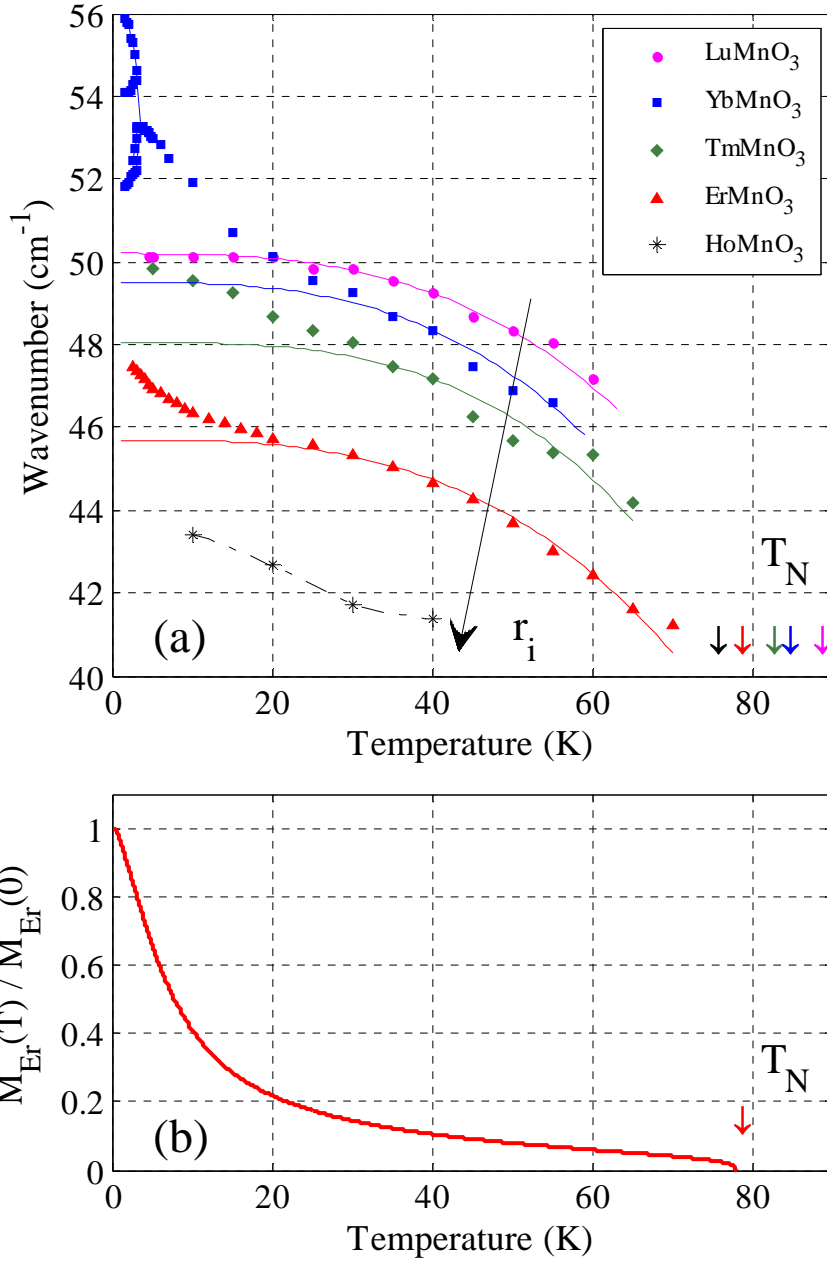 56
54
52
50
48
46
44
42
40
Wavenumber (cm⁻¹)
LuMnO₃
YbMnO₃
TmMnO₃
ErMnO₃
HoMnO₃
(a)
rᵢ
T_N
0
20
40
60
80
Temperature (K)
1
0.8
0.6
0.4
0.2
0
M_Er(T) / M_Er(0)
(b)
T_N
0
20
40
60
80
Temperature (K)